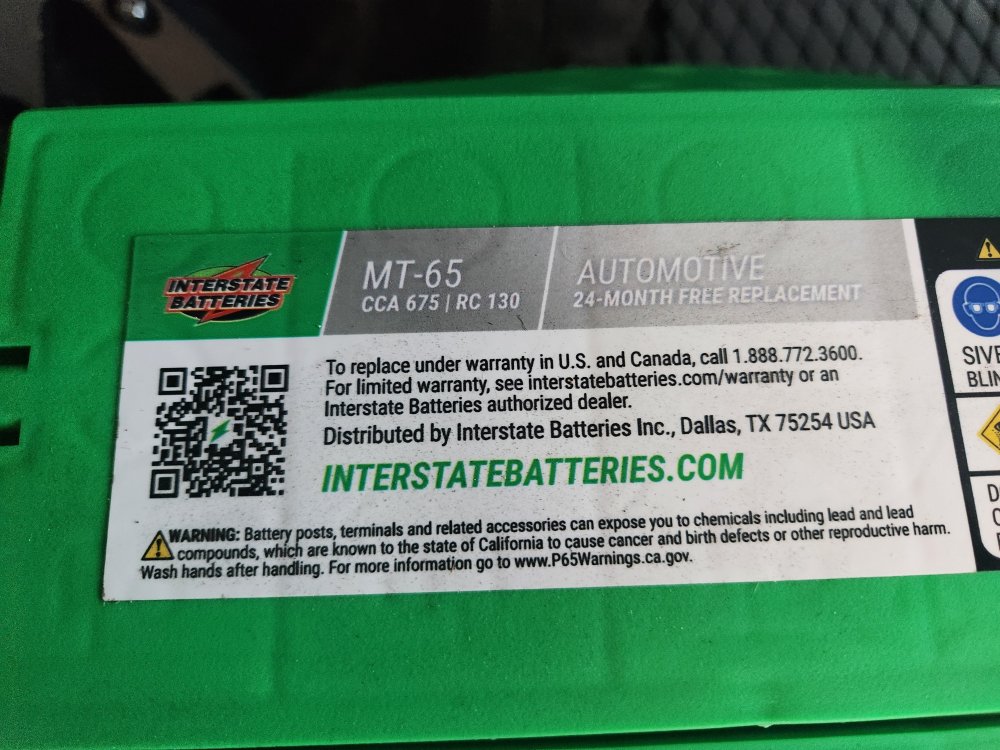 INTERSTATE
BATTERIES
MT-65
CCA 675 | RC 130
AUTOMOTIVE
24-MONTH FREE REPLACEMENT
To replace under warranty in U.S. and Canada, call 1.888.772.3600.
For limited warranty, see interstatebatteries.com/warranty or an
Interstate Batteries authorized dealer.
Distributed by Interstate Batteries Inc., Dallas, TX 75254 USA
INTERSTATEBATTERIES.COM
WARNING: Battery posts, terminals and related accessories can expose you to chemicals including lead and lead
compounds, which are known to the state of California to cause cancer and birth defects or other reproductive harm.
Wash hands after handling. For more information go to www.P65Warnings.ca.gov.